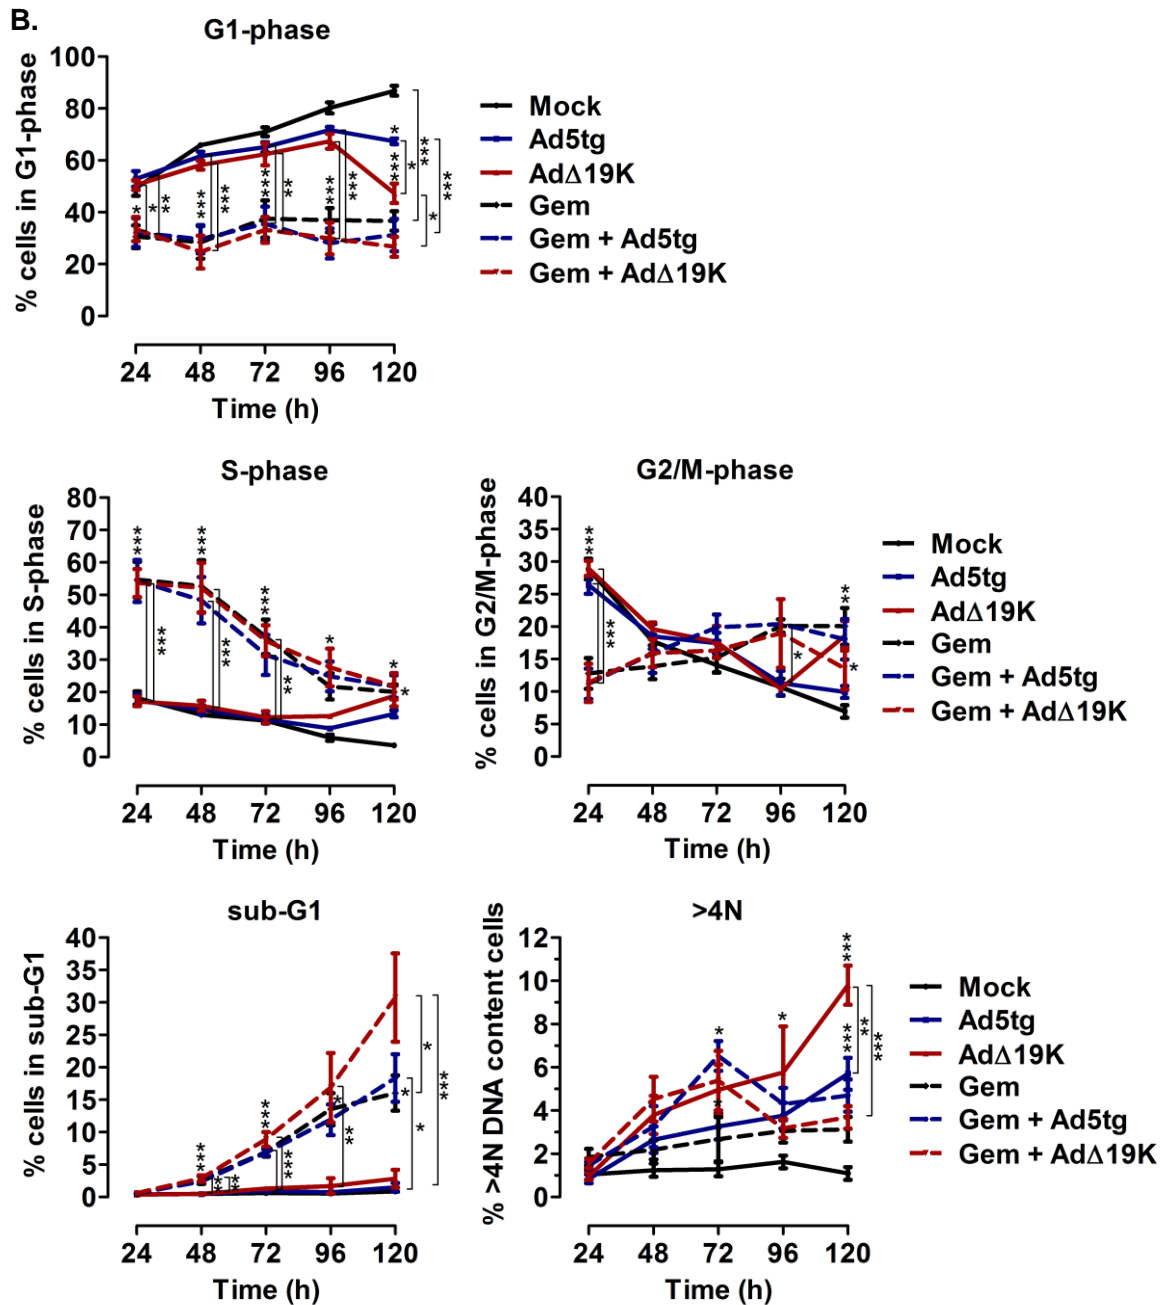 B.
G1-phase
% cells in G1-phase
100
80
60
40
20
0
24 48 72 96 120
Time (h)
Mock
Ad5tg
AdΔ19K
Gem
Gem + Ad5tg
Gem + AdΔ19K
S-phase
% cells in S-phase
80
70
60
50
40
30
20
10
0
24 48 72 96 120
Time (h)
G2/M-phase
% cells in G2/M-phase
40
35
30
25
20
15
10
5
0
24 48 72 96 120
Time (h)
Mock
Ad5tg
AdΔ19K
Gem
Gem + Ad5tg
Gem + AdΔ19K
sub-G1
% cells in sub-G1
40
35
30
25
20
15
10
5
0
24 48 72 96 120
Time (h)
>4N
% >4N DNA content cells
12
10
8
6
4
2
0
24 48 72 96 120
Time (h)
Mock
Ad5tg
AdΔ19K
Gem
Gem + Ad5tg
Gem + AdΔ19K